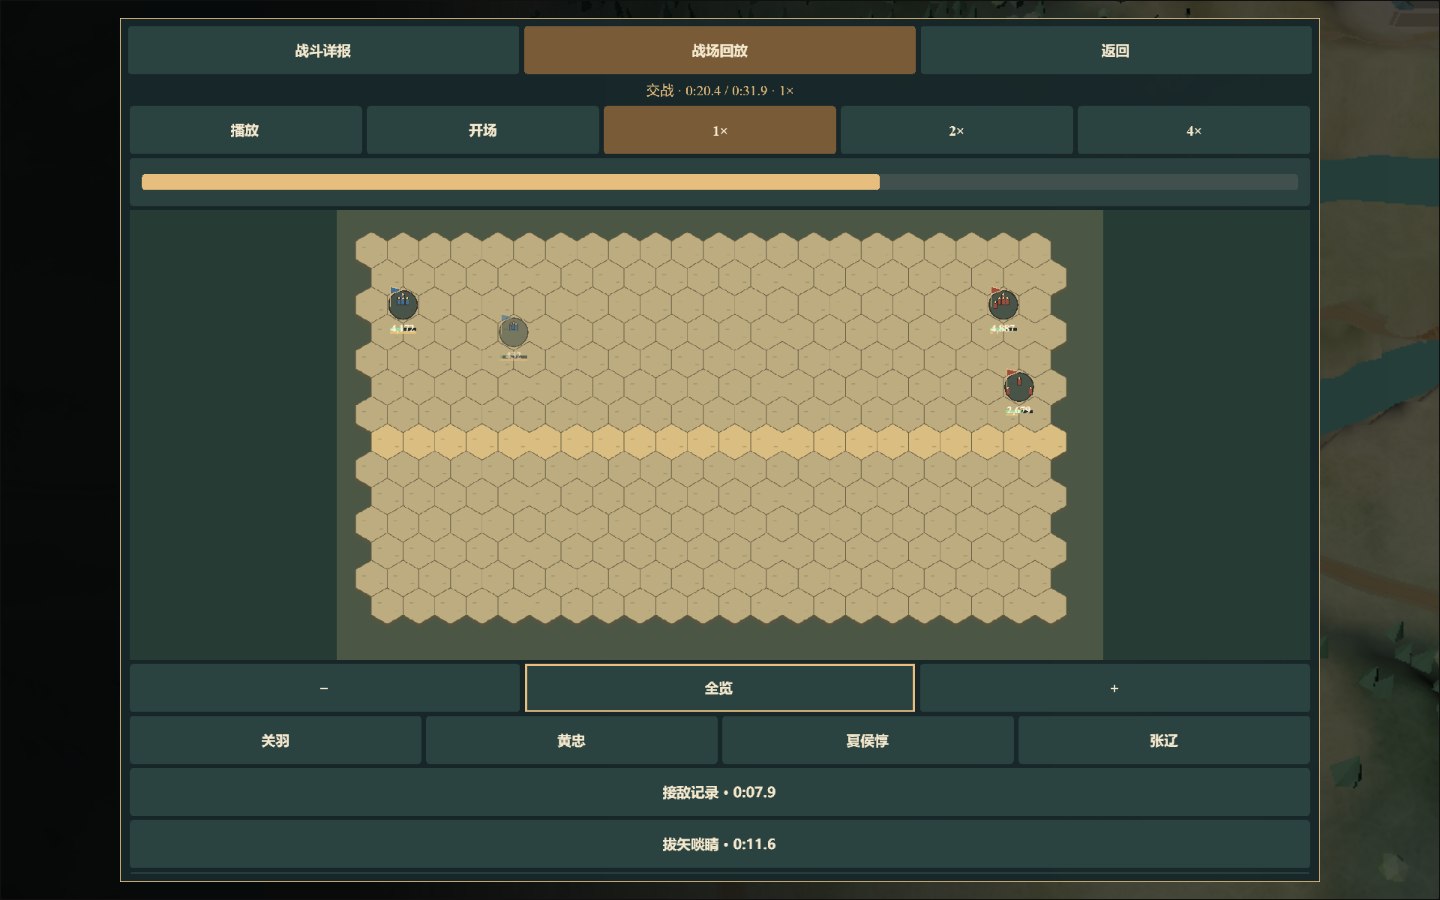 战斗详报 战场回放 返回
交战 · 0:20.4 / 0:31.9 · 1×
播放 开场 1× 2× 4×
− 全览 +
关羽 黄忠 夏侯惇 张辽
接敌记录 • 0:07.9
拔矢啖睛 • 0:11.6